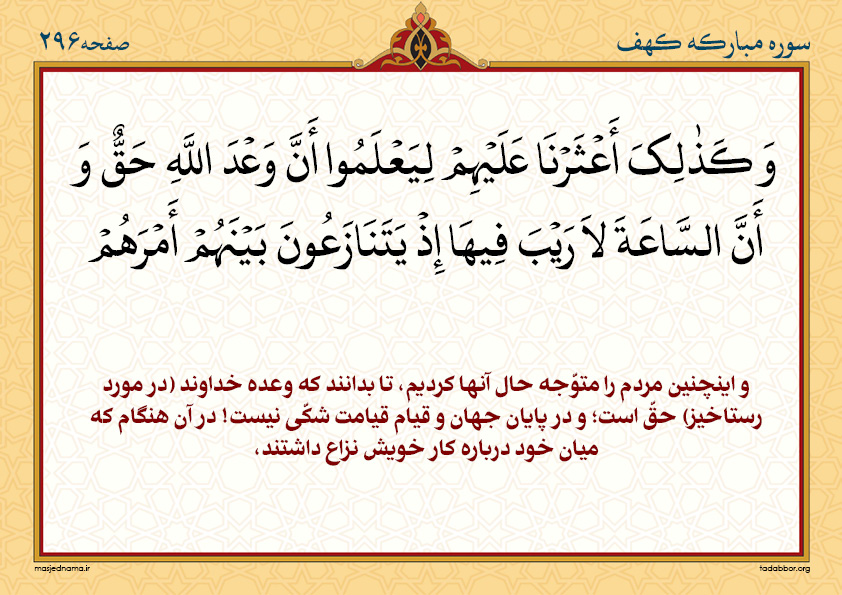 سوره مبارکه کهف
صفحه۲۹۶
وَ كَذٰلِكَ أَعْثَرْنَا عَلَيْهِمْ لِيَعْلَمُوا أَنَّ وَعْدَ اللَّهِ حَقٌّ وَ
أَنَّ السَّاعَةَ لاَ رَيْبَ فِيهَا إِذْ يَتَنَازَعُونَ بَيْنَهُمْ أَمْرَهُمْ
و اینچنین مردم را متوّجه حال آنها کردیم، تا بدانند که وعده خداوند (در مورد
رستاخیز) حقّ است؛ و در پایان جهان و قیام قیامت شکّی نیست! در آن هنگام که
میان خود درباره کار خویش نزاع داشتند،
masjednama.ir
tadabbor.org